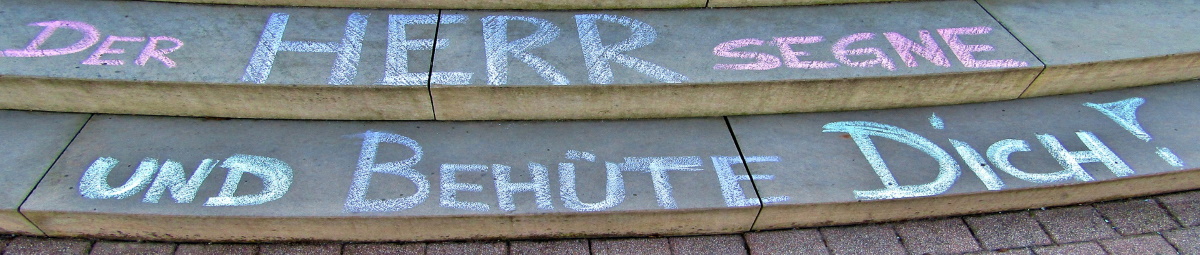 DER HERR SEGNE
UND BEHÜTE DiCH!